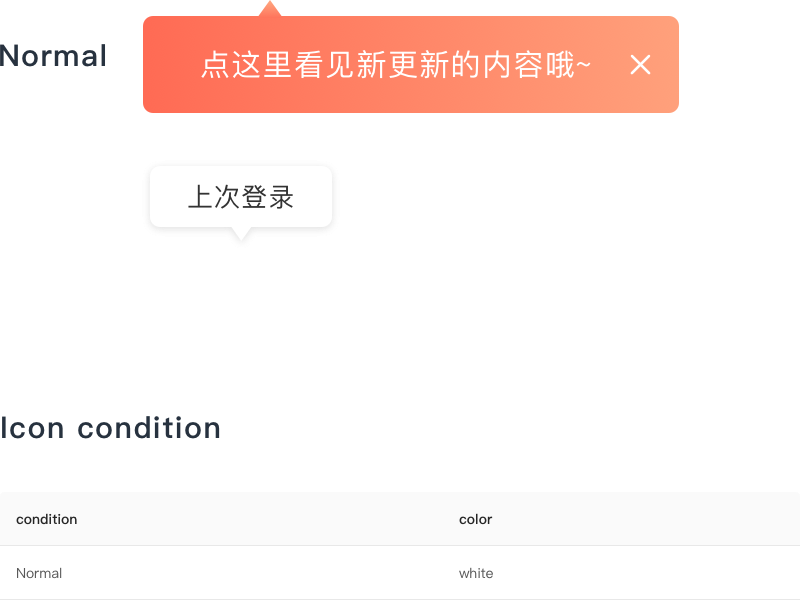 Normal
点这里看见新更新的内容哦~
上次登录
Icon condition
condition color
Normal white